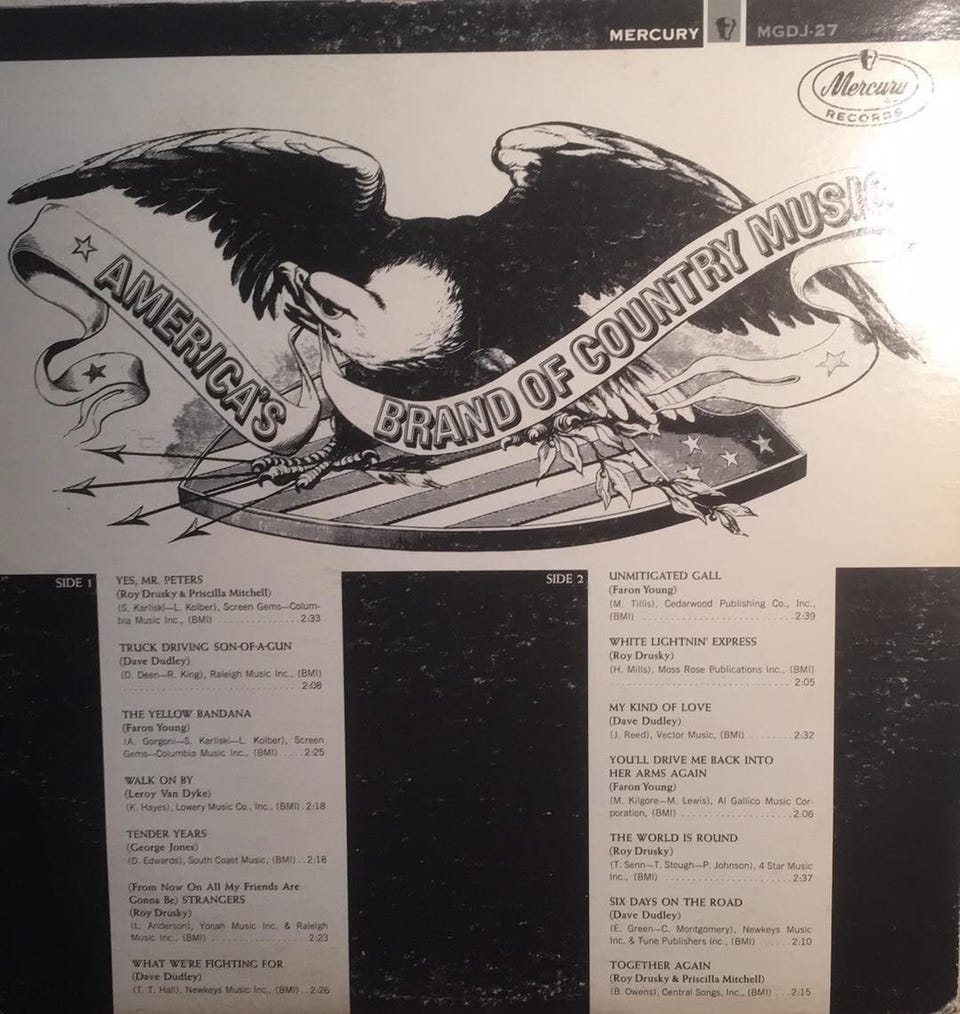 MERCURY MGDJ-27
Mercury
RECORDS
AMERICA'S
BRAND OF COUNTRY MUSIC
SIDE 1
YES, MR. PETERS
(Roy Drusky & Priscilla Mitchell)
(S. Karliski—L. Kolber), Screen Gems—Colum-
bia Music Inc., (BMI) . . . . . . . . . . . . . . 2:33
TRUCK DRIVING SON-OF-A-GUN
(Dave Dudley)
(D. Deen—R. King), Raleigh Music Inc., (BMI)
. . . . . . . . . . . . . . . . . . . . . . . . . . . . 2:08
THE YELLOW BANDANA
(Faron Young)
(A. Gorgoni—S. Karliski—L. Kolber), Screen
Gems—Columbia Music Inc., (BMI) . . . . 2:25
WALK ON BY
(Leroy Van Dyke)
(K. Hayes), Lowery Music Co., Inc., (BMI) 2:18
TENDER YEARS
(George Jones)
(D. Edwards), South Coast Music, (BMI) . . 2:18
(From Now On All My Friends Are
Gonna Be) STRANGERS
(Roy Drusky)
(L. Anderson), Yonah Music Inc. & Raleigh
Music Inc., (BMI) . . . . . . . . . . . . . . . 2:23
WHAT WE'RE FIGHTING FOR
(Dave Dudley)
(T. T. Hall), Newkeys Music Inc., (BMI) . . 2:26
SIDE 2
UNMITIGATED GALL
(Faron Young)
(M. Tillis), Cedarwood Publishing Co., Inc.,
(BMI) . . . . . . . . . . . . . . . . . . . . . . 2:39
WHITE LIGHTNIN' EXPRESS
(Roy Drusky)
(H. Mills), Moss Rose Publications Inc., (BMI)
. . . . . . . . . . . . . . . . . . . . . . . . . . . . 2:05
MY KIND OF LOVE
(Dave Dudley)
(J. Reed), Vector Music, (BMI) . . . . . . . 2:32
YOU'LL DRIVE ME BACK INTO
HER ARMS AGAIN
(Faron Young)
(M. Kilgore—M. Lewis), Al Gallico Music Cor-
poration, (BMI) . . . . . . . . . . . . . . . . 2:06
THE WORLD IS ROUND
(Roy Drusky)
(T. Senn—T. Stough—P. Johnson), 4 Star Music
Inc., (BMI) . . . . . . . . . . . . . . . . . . . 2:37
SIX DAYS ON THE ROAD
(Dave Dudley)
(E. Green—C. Montgomery), Newkeys Music
Inc. & Tune Publishers Inc., (BMI) . . . . . . 2:10
TOGETHER AGAIN
(Roy Drusky & Priscilla Mitchell)
(B. Owens), Central Songs, Inc., (BMI) . . . 2:15